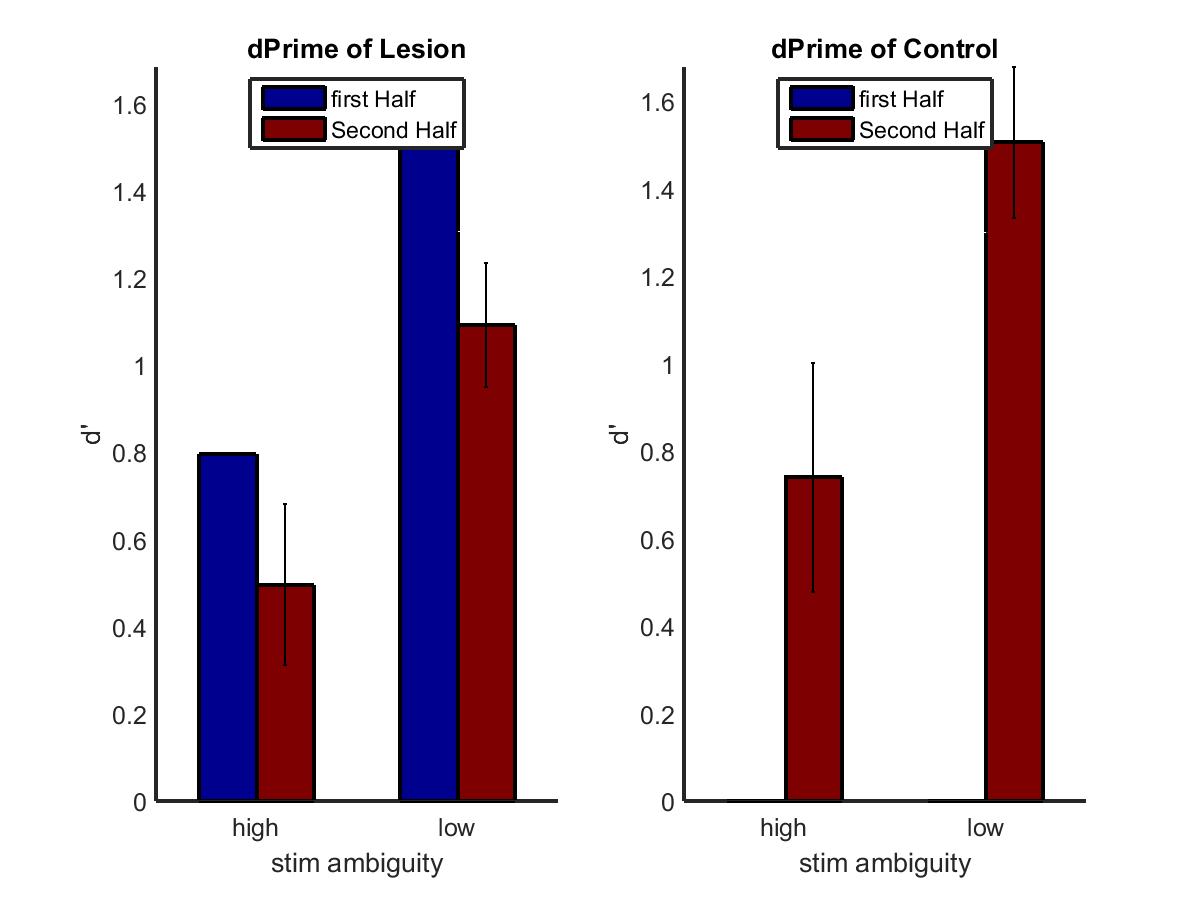 dPrime of Lesion
first Half
Second Half
1.6
1.4
1.2
1
0.8
0.6
0.4
0.2
0
d'
high low
stim ambiguity
dPrime of Control
first Half
Second Half
1.6
1.4
1.2
1
0.8
0.6
0.4
0.2
0
d'
high low
stim ambiguity